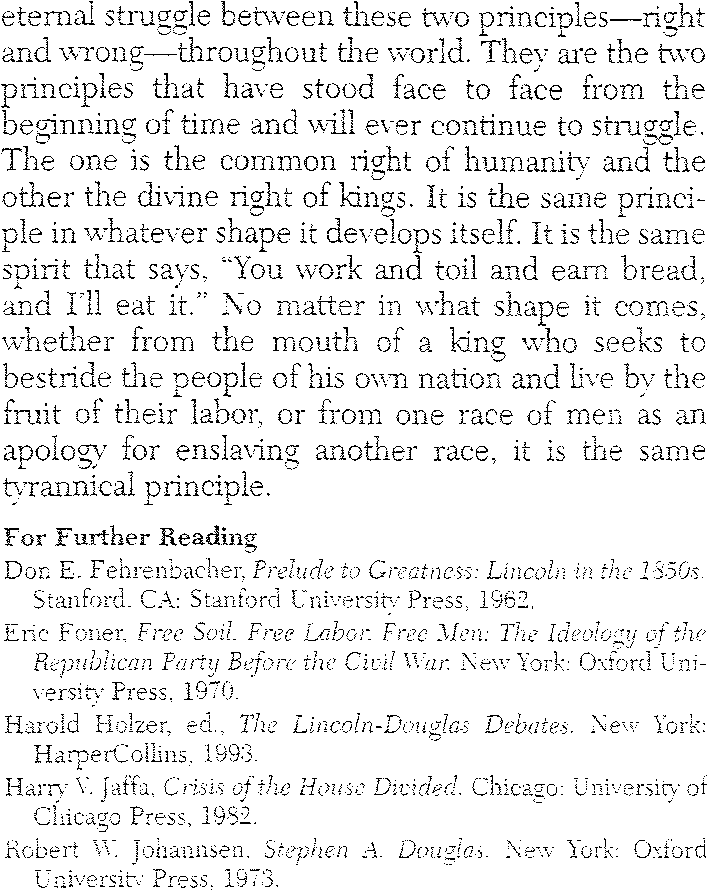 eternal struggle between these two principles—right
and wrong—throughout the world. They are the two
principles that have stood face to face from the
beginning of time and will ever continue to struggle.
The one is the common right of humanity and the
other the divine right of kings. It is the same princi-
ple in whatever shape it develops itself. It is the same
spirit that says, “You work and toil and earn bread,
and I’ll eat it.” No matter in what shape it comes,
whether from the mouth of a king who seeks to
bestride the people of his own nation and live by the
fruit of their labor, or from one race of men as an
apology for enslaving another race, it is the same
tyrannical principle.
For Further Reading
Don E. Fehrenbacher, Prelude to Greatness: Lincoln in the 1850s.
Stanford, CA: Stanford University Press, 1962.
Eric Foner, Free Soil, Free Labor, Free Men: The Ideology of the
Republican Party Before the Civil War. New York: Oxford Uni-
versity Press, 1970.
Harold Holzer, ed., The Lincoln-Douglas Debates. New York:
HarperCollins, 1993.
Harry V. Jaffa, Crisis of the House Divided. Chicago: University of
Chicago Press, 1982.
Robert W. Johannsen, Stephen A. Douglas. New York: Oxford
University Press, 1973.